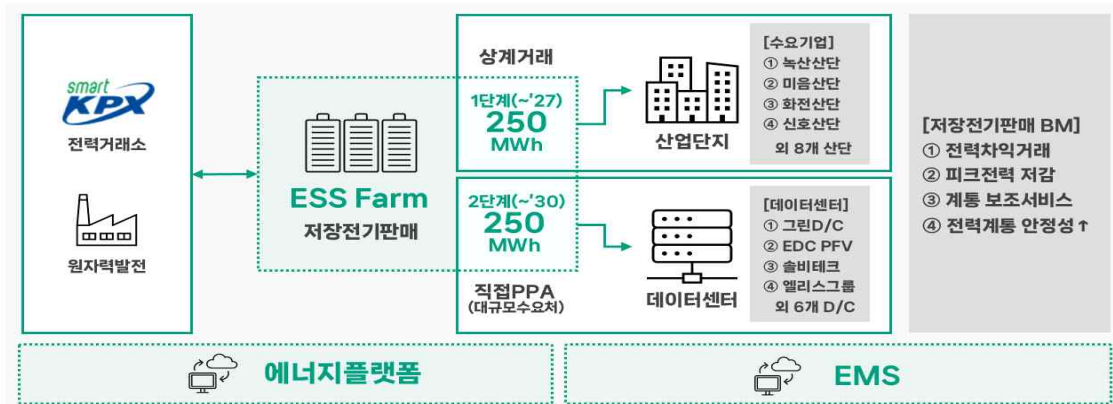 smart
KPX
전력거래소
원자력발전
ESS Farm
저장전기판매
상계거래
1단계(~'27)
250
MWh
산업단지
[수요기업]
① 녹산산단
② 미음산단
③ 화전산단
④ 신호산단
외 8개 산단
2단계(~'30)
250
MWh
직접PPA
(대규모수요처)
데이터센터
[데이터센터]
① 그린D/C
② EDC PFV
③ 솔비테크
④ 엘리스그룹
외 6개 D/C
[저장전기판매 BM]
① 전력차익거래
② 피크전력 저감
③ 계통 보조서비스
④ 전력계통 안정성↑
에너지플랫폼
EMS